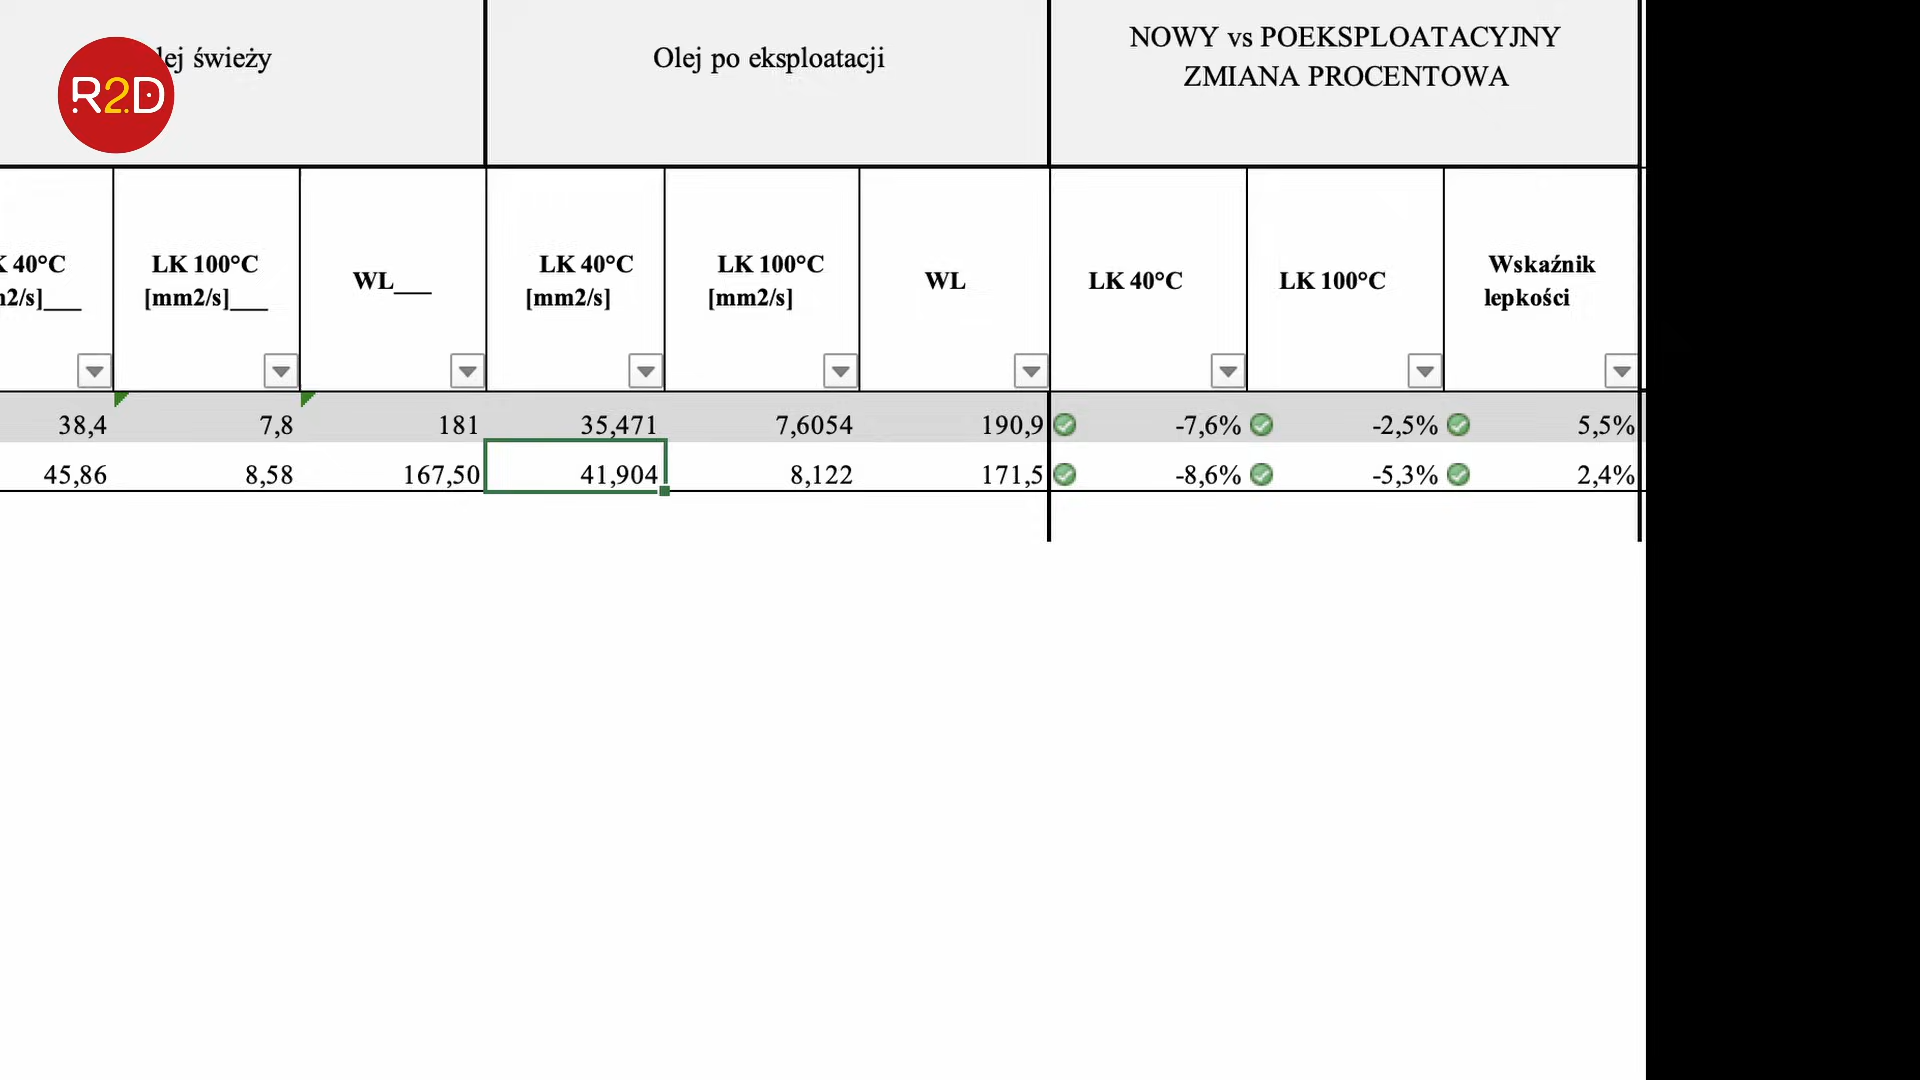 R2D
świeży
Olej po eksploatacji
NOWY vs POEKSPLOATACYJNY
ZMIANA PROCENTOWA
40°C
LK 100°C
[mm2/s]___
WL___
LK 40°C
[mm2/s]
LK 100°C
[mm2/s]
WL
LK 40°C
LK 100°C
Wskaźnik
lepkości
38,4 7,8 181 35,471 7,6054 190,9 -7,6% -2,5% 5,5%
45,86 8,58 167,50 41,904 8,122 171,5 -8,6% -5,3% 2,4%